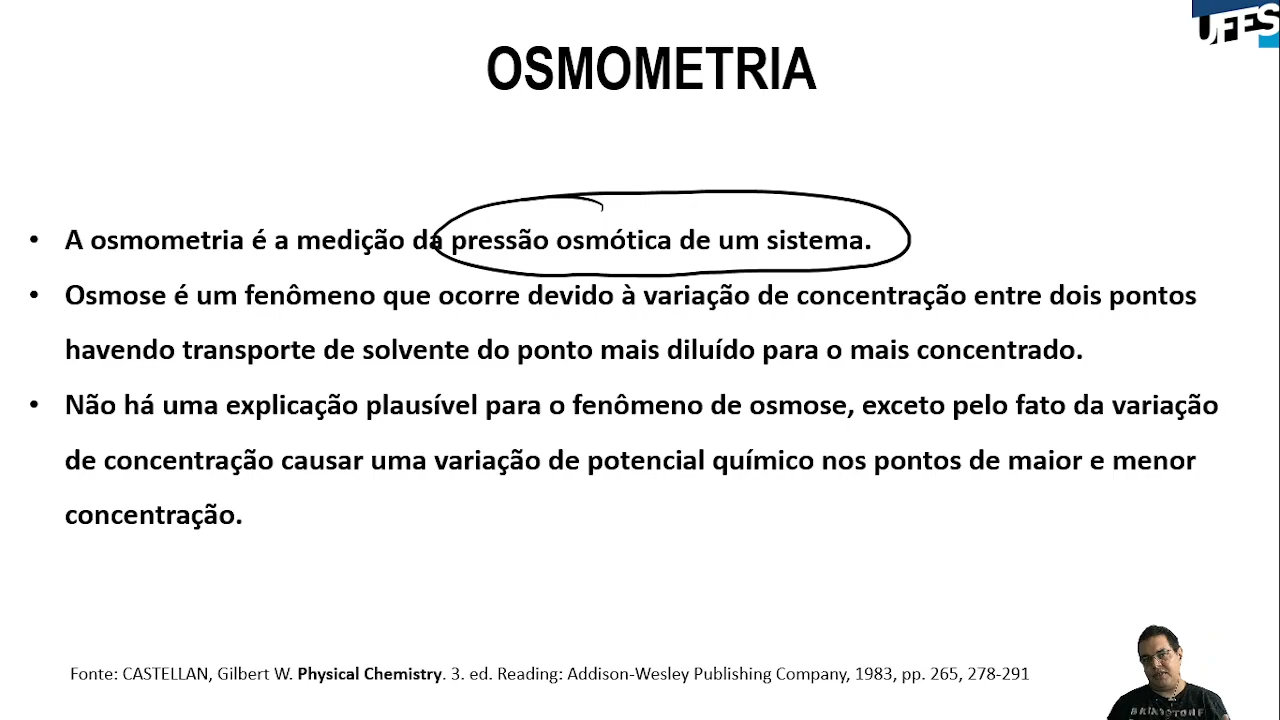 UFES
OSMOMETRIA
• A osmometria é a medição da pressão osmótica de um sistema.
• Osmose é um fenômeno que ocorre devido à variação de concentração entre dois pontos
havendo transporte de solvente do ponto mais diluído para o mais concentrado.
• Não há uma explicação plausível para o fenômeno de osmose, exceto pelo fato da variação
de concentração causar uma variação de potencial químico nos pontos de maior e menor
concentração.
Fonte: CASTELLAN, Gilbert W. Physical Chemistry. 3. ed. Reading: Addison-Wesley Publishing Company, 1983, pp. 265, 278-291